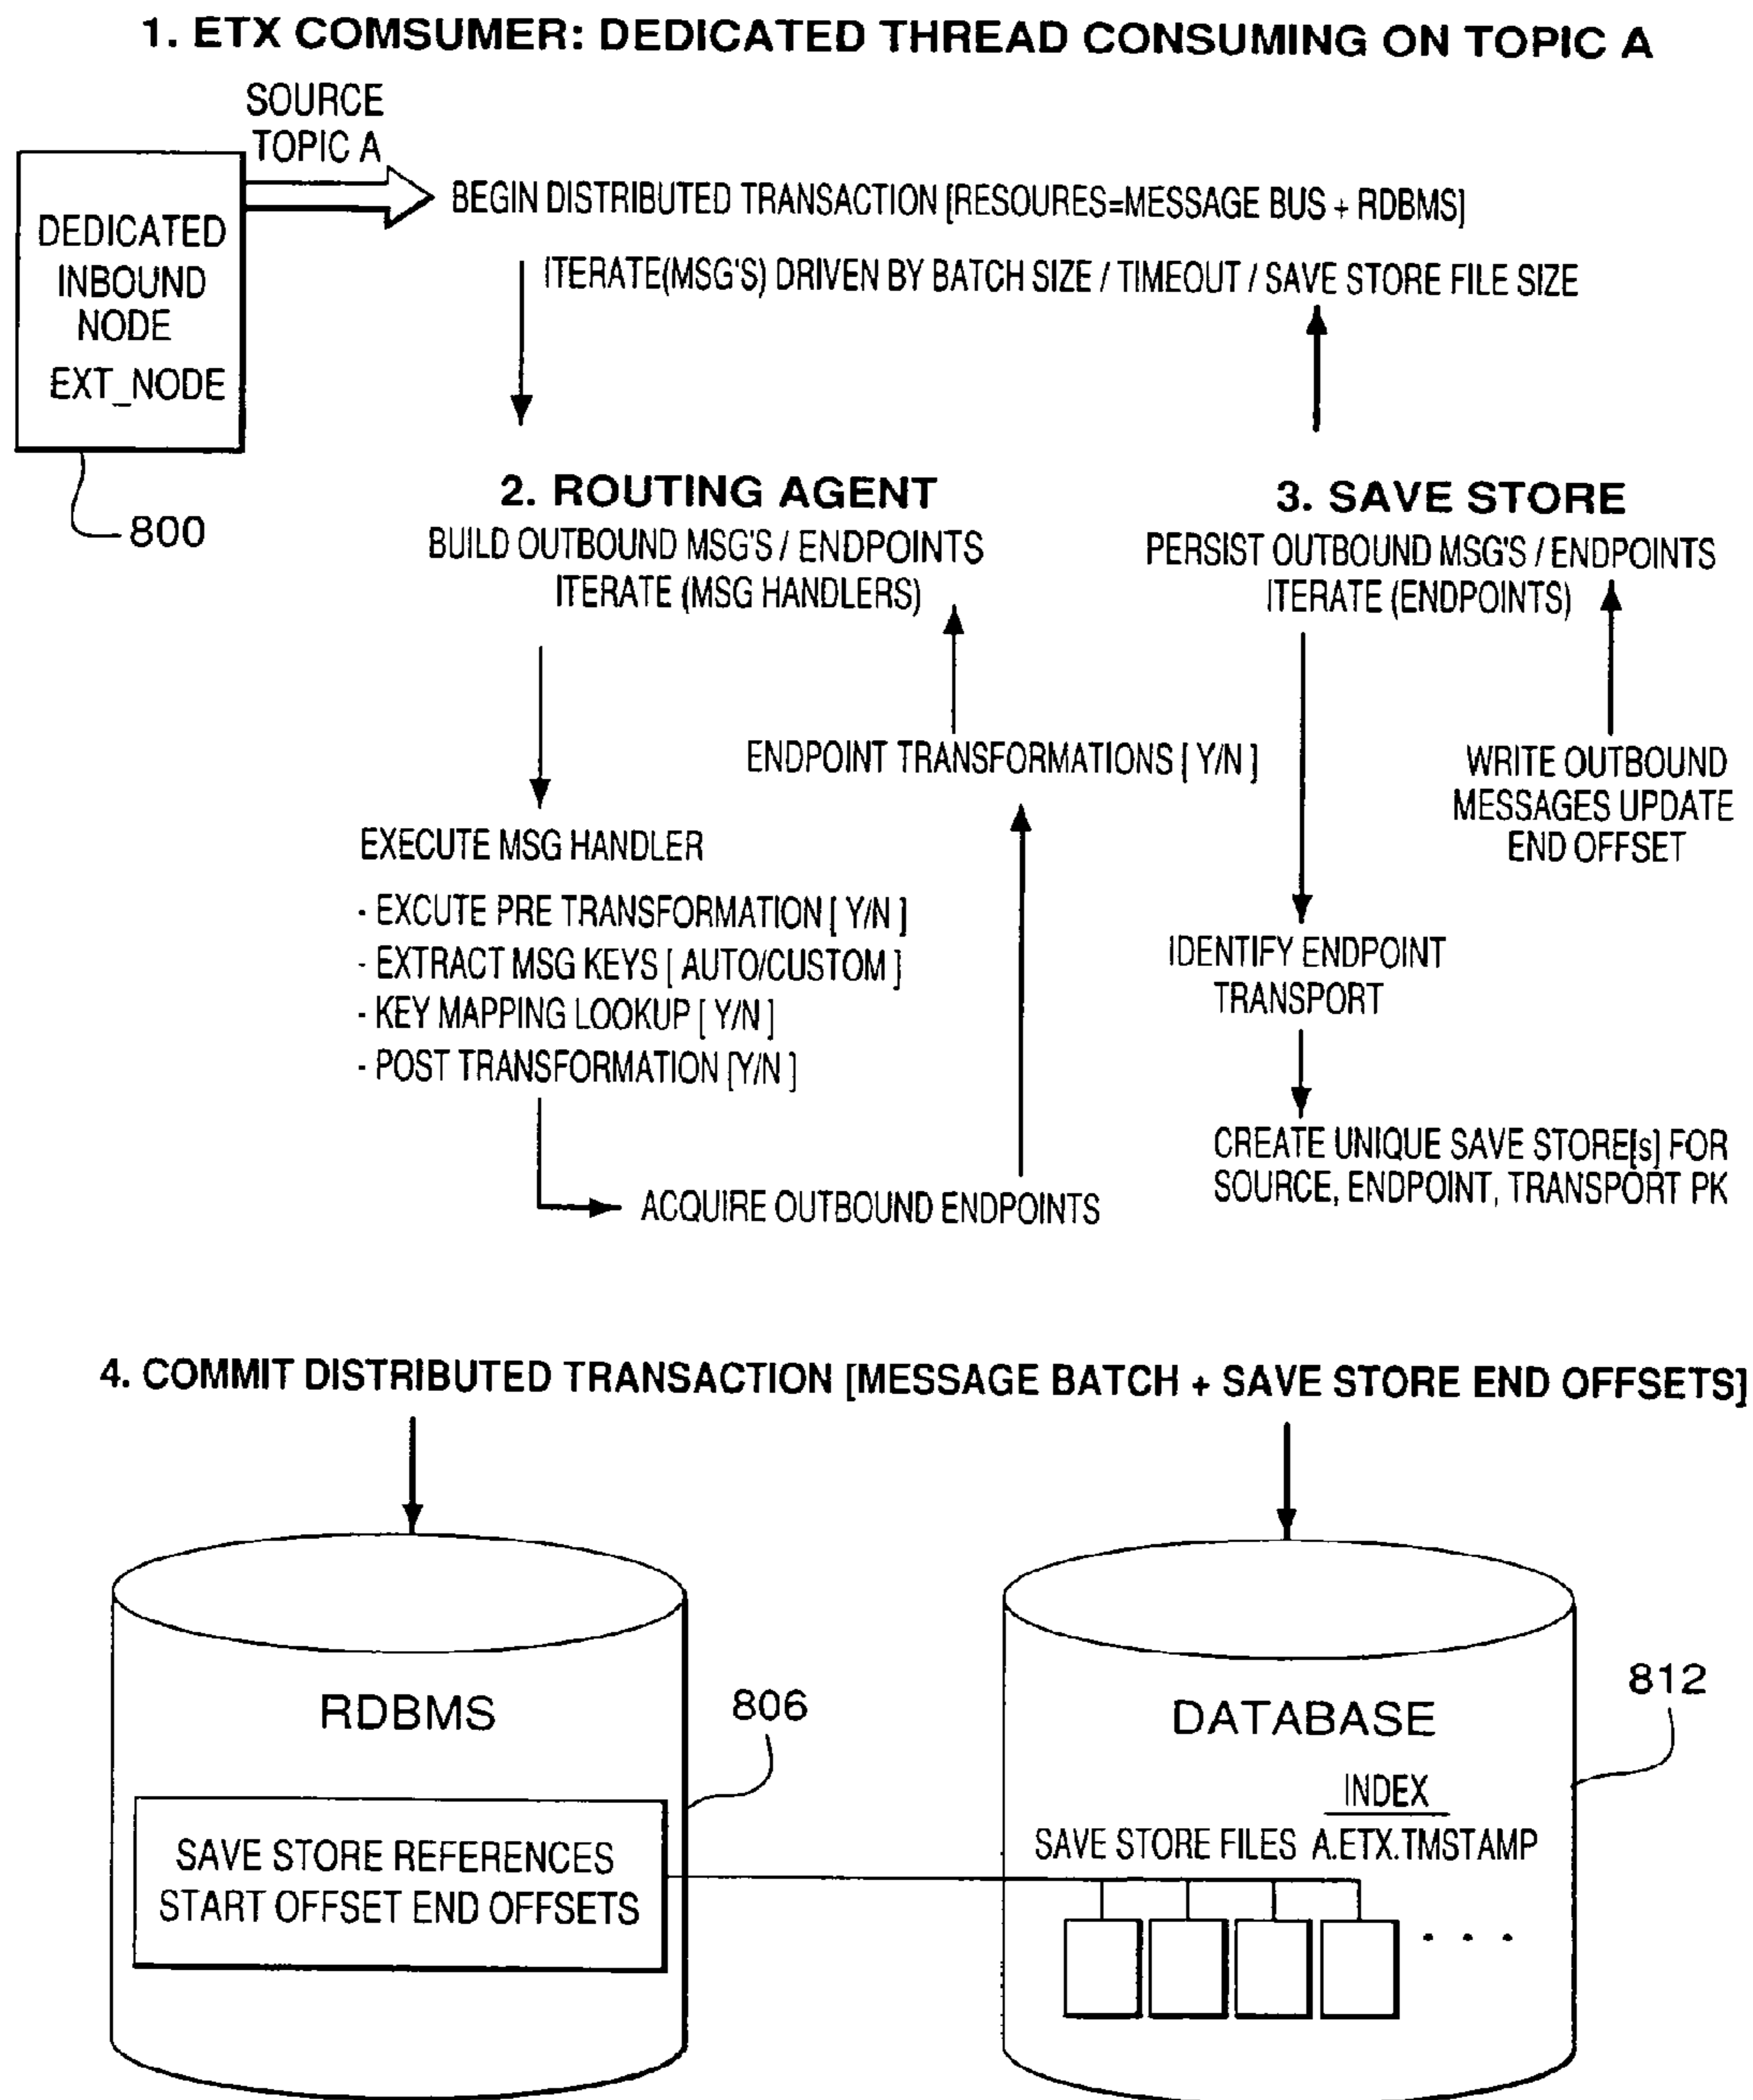 1. ETX COMSUMER: DEDICATED THREAD CONSUMING ON TOPIC A
SOURCE
TOPIC A
DEDICATED
INBOUND
NODE
EXT_NODE
800
BEGIN DISTRIBUTED TRANSACTION [RESOURES=MESSAGE BUS + RDBMS]
ITERATE(MSG'S) DRIVEN BY BATCH SIZE / TIMEOUT / SAVE STORE FILE SIZE
2. ROUTING AGENT
BUILD OUTBOUND MSG'S / ENDPOINTS
ITERATE (MSG HANDLERS)
ENDPOINT TRANSFORMATIONS [ Y/N ]
EXECUTE MSG HANDLER
- EXCUTE PRE TRANSFORMATION [ Y/N ]
- EXTRACT MSG KEYS [ AUTO/CUSTOM ]
- KEY MAPPING LOOKUP [ Y/N ]
- POST TRANSFORMATION [Y/N ]
ACQUIRE OUTBOUND ENDPOINTS
3. SAVE STORE
PERSIST OUTBOUND MSG'S / ENDPOINTS
ITERATE (ENDPOINTS)
WRITE OUTBOUND
MESSAGES UPDATE
END OFFSET
IDENTIFY ENDPOINT
TRANSPORT
CREATE UNIQUE SAVE STORE[s] FOR
SOURCE, ENDPOINT, TRANSPORT PK
4. COMMIT DISTRIBUTED TRANSACTION [MESSAGE BATCH + SAVE STORE END OFFSETS]
RDBMS
806
SAVE STORE REFERENCES
START OFFSET END OFFSETS
DATABASE
812
INDEX
SAVE STORE FILES A.ETX.TMSTAMP
. . .